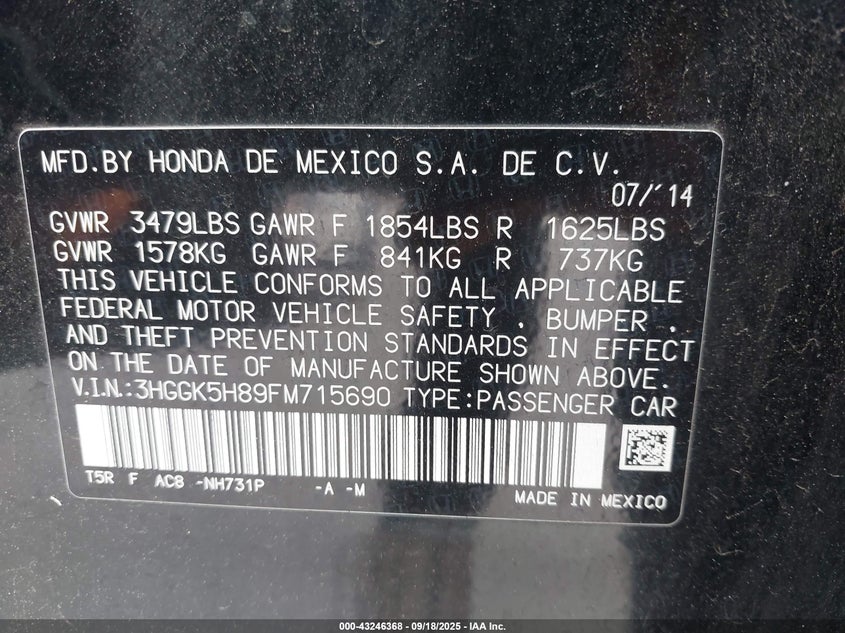 MFD.BY HONDA DE MEXICO S.A. DE C.V.
07/'14
GVWR 3479LBS GAWR F 1854LBS R 1625LBS
GVWR 1578KG GAWR F 841KG R 737KG
THIS VEHICLE CONFORMS TO ALL APPLICABLE
FEDERAL MOTOR VEHICLE SAFETY , BUMPER ,
AND THEFT PREVENTION STANDARDS IN EFFECT
ON THE DATE OF MANUFACTURE SHOWN ABOVE.
V.I.N.:3HGGK5H89FM715690 TYPE:PASSENGER CAR
T5R F AC8 -NH731P -A -M
MADE IN MEXICO
000-43246368 - 09/18/2025 - IAA Inc.